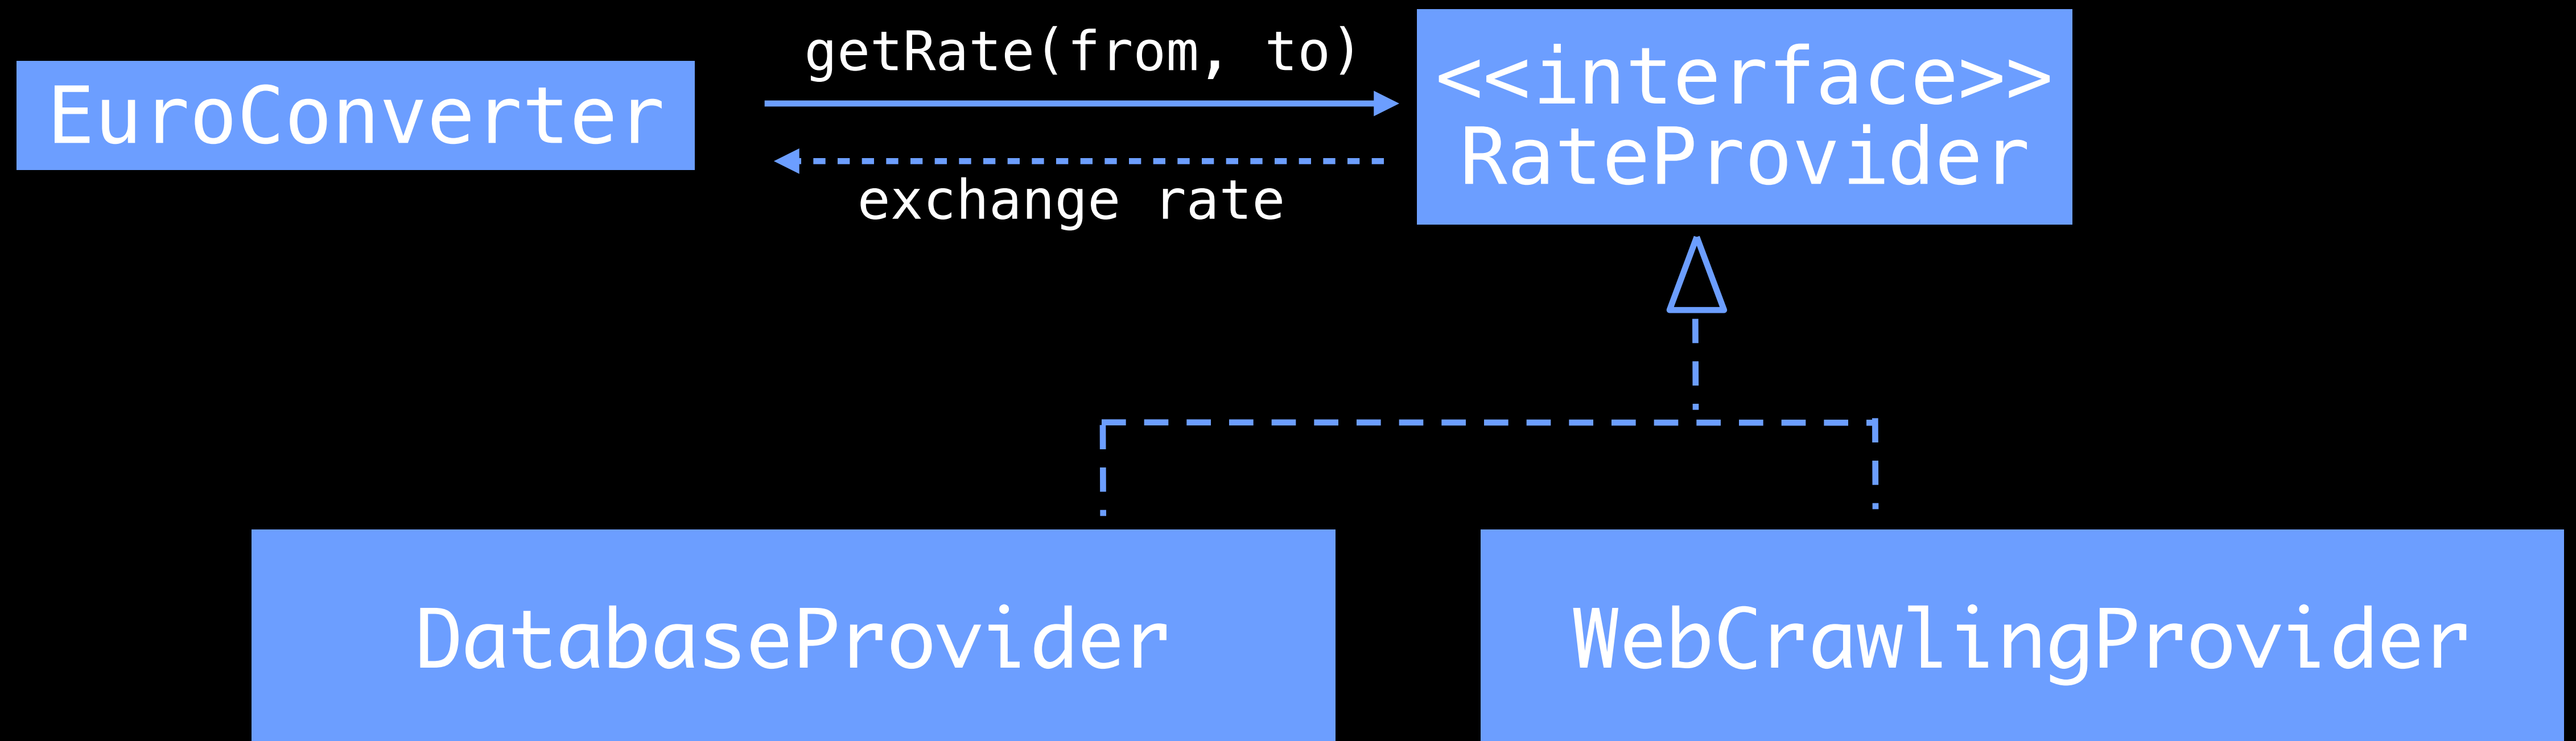 EuroConverter
getRate(from, to)
exchange rate
<<interface>>
RateProvider
DatabaseProvider
WebCrawlingProvider